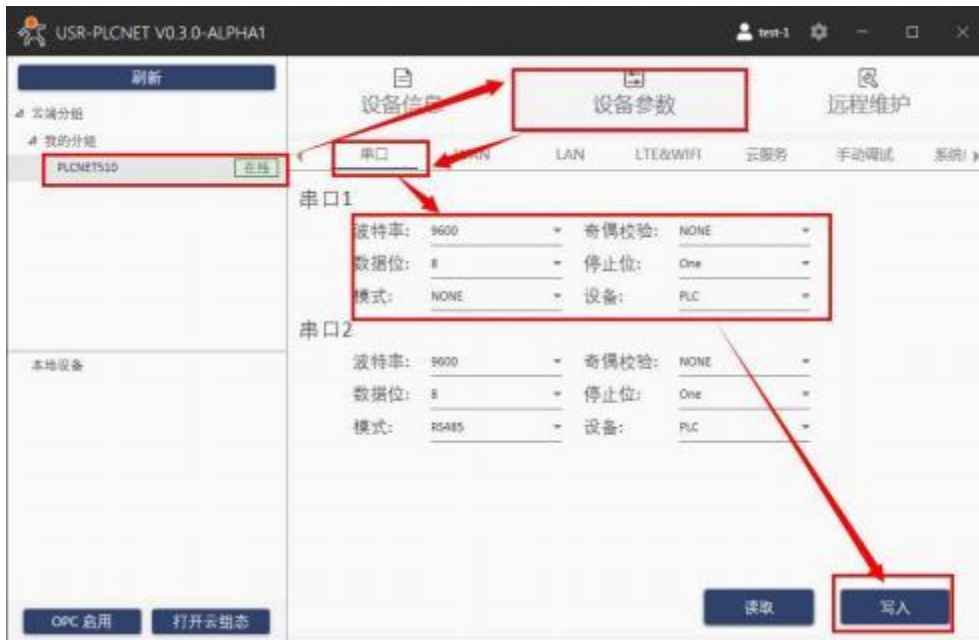 USR-PLCNET V0.3.0-ALPHA1
test-1
刷新
云端分组
我的分组
PLCNET510 在线
本地设备
OPC 启用 打开云组态
设备信息 设备参数 远程维护
串口 WAN LAN LTE&WIFI 云服务 手动调试
串口1
波特率: 9600 奇偶校验: NONE
数据位: 8 停止位: One
模式: NONE 设备: PLC
串口2
波特率: 9600 奇偶校验: NONE
数据位: 8 停止位: One
模式: RS485 设备: PLC
读取 写入